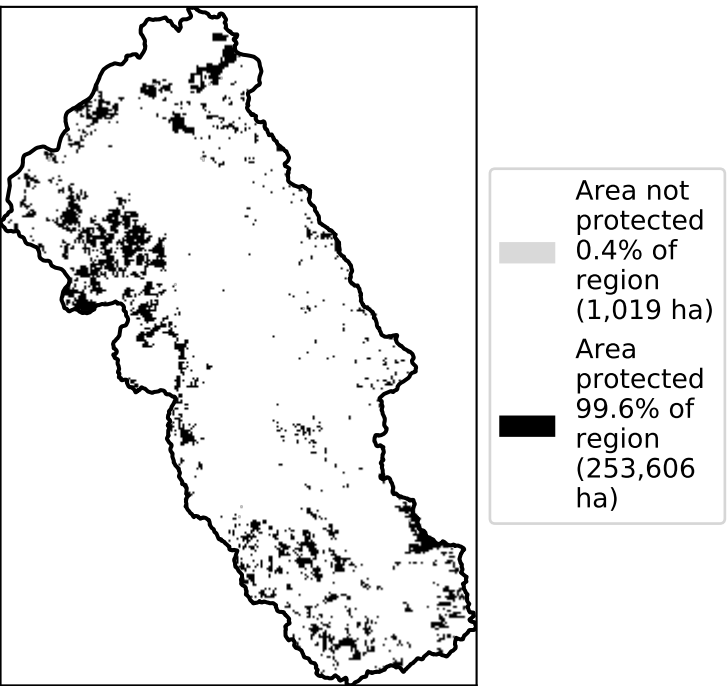 Area not
protected
0.4% of
region
(1,019 ha)
Area
protected
99.6% of
region
(253,606
ha)